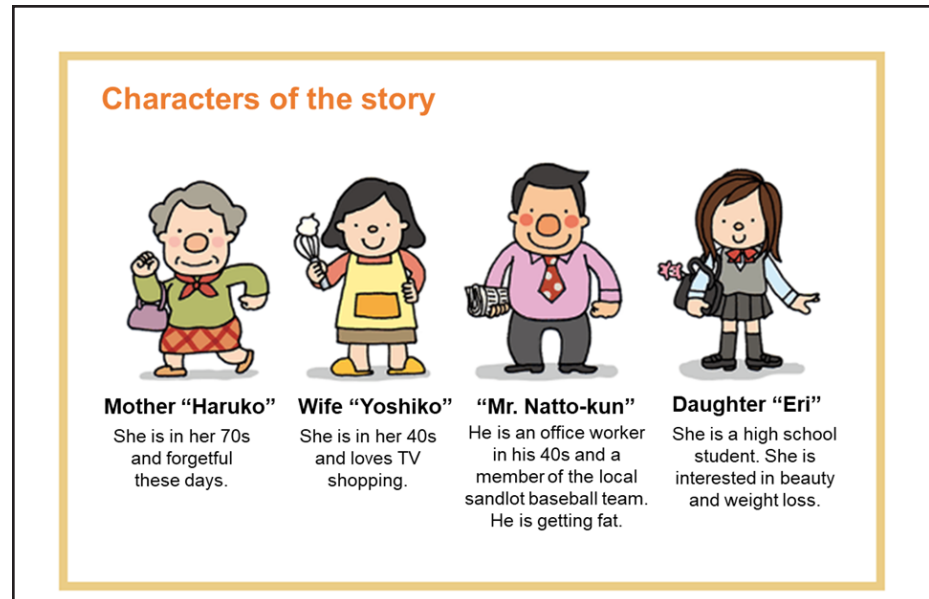 Characters of the story
Mother “Haruko”
She is in her 70s
and forgetful
these days.
Wife “Yoshiko”
She is in her 40s
and loves TV
shopping.
“Mr. Natto-kun”
He is an office worker
in his 40s and a
member of the local
sandlot baseball team.
He is getting fat.
Daughter “Eri”
She is a high school
student. She is
interested in beauty
and weight loss.